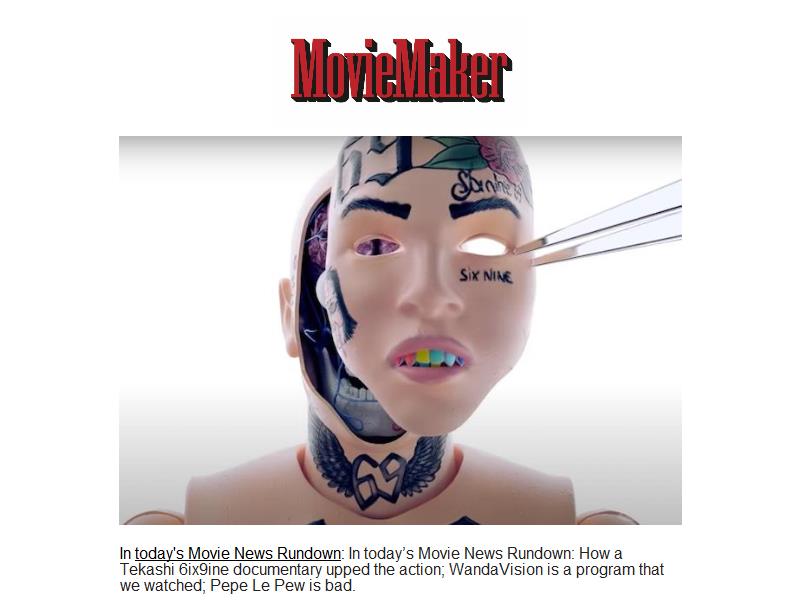 MovieMaker
SIX NINE
69
In today's Movie News Rundown: In today’s Movie News Rundown: How a
Tekashi 6ix9ine documentary upped the action; WandaVision is a program that
we watched; Pepe Le Pew is bad.